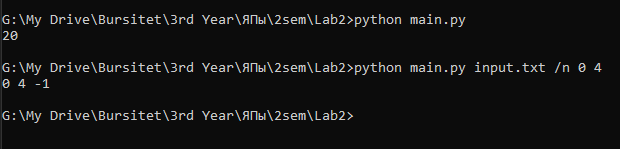 G:\My Drive\Bursitet\3rd Year\ЯПы\2sem\Lab2>python main.py
20
G:\My Drive\Bursitet\3rd Year\ЯПы\2sem\Lab2>python main.py input.txt /n 0 4
0 4 -1
G:\My Drive\Bursitet\3rd Year\ЯПы\2sem\Lab2>